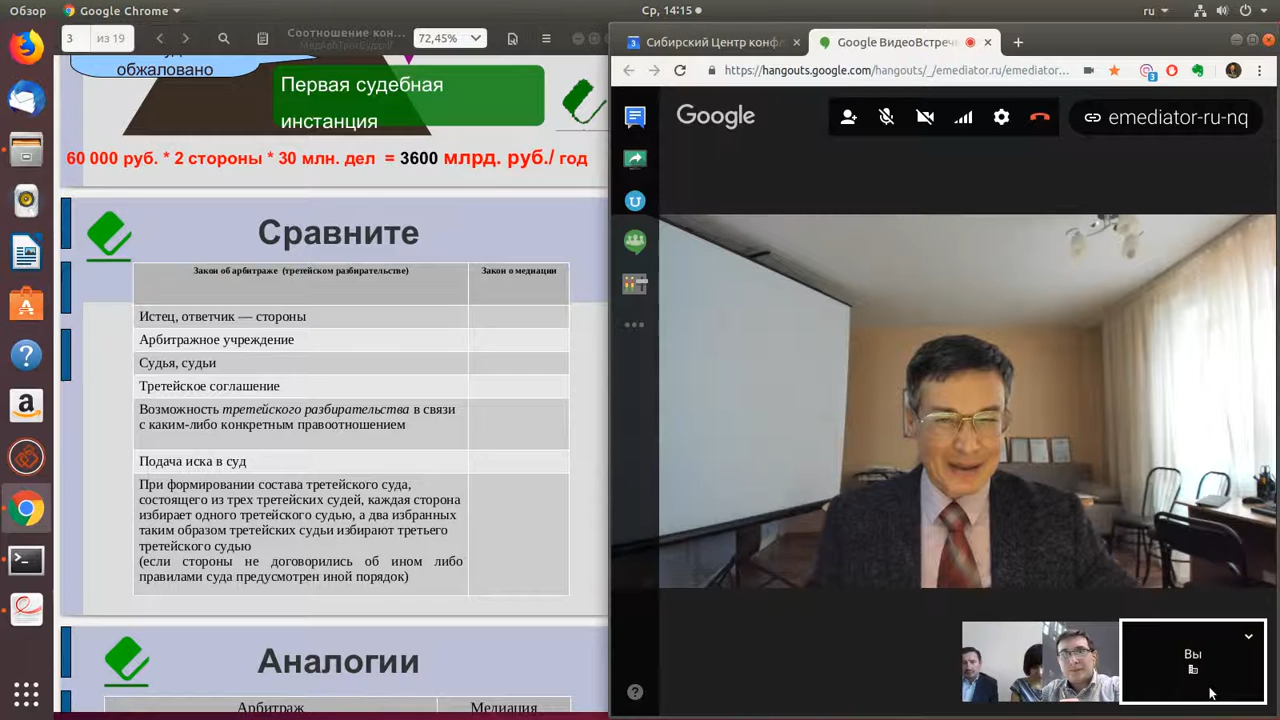 Обзор
Google Chrome
Ср, 14:15
ru
3
из 19
Соотношение кон...
72,45%
обжаловано
Первая судебная
инстанция
60 000 руб. * 2 стороны * 30 млн. дел = 3600 млрд. руб./ год
Сравните
Закон об арбитраже (третейском разбирательстве)
Закон о медиации
Истец, ответчик — стороны
Арбитражное учреждение
Судья, судьи
Третейское соглашение
Возможность третейского разбирательства в связи
с каким-либо конкретным правоотношением
Подача иска в суд
При формировании состава третейского суда,
состоящего из трех третейских судей, каждая сторона
избирает одного третейского судью, а два избранных
таким образом третейских судьи избирают третьего
третейского судью
(если стороны не договорились об ином либо
правилами суда предусмотрен иной порядок)
Аналогии
Арбитраж
Медиация
Сибирский Центр конф
Google ВидеоВстреч
https://hangouts.google.com/hangouts/_/emediator.ru/emediator...
3
Google
emediator-ru-nq
Вы